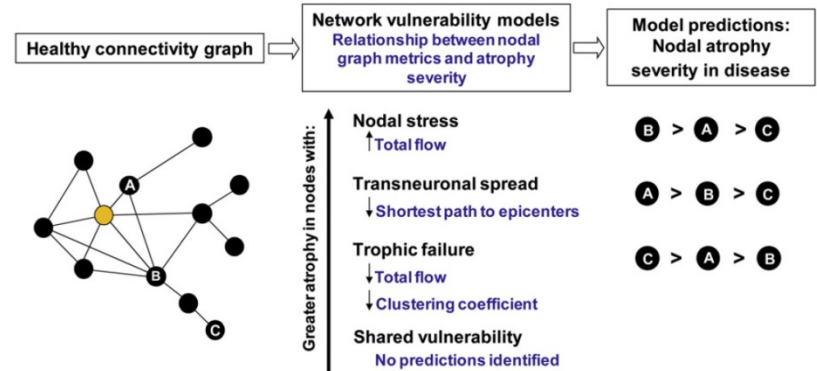 Healthy connectivity graph
Network vulnerability models
Relationship between nodal
graph metrics and atrophy
severity
Model predictions:
Nodal atrophy
severity in disease
A
B
C
Greater atrophy in nodes with:
Nodal stress
↑Total flow
Transneuronal spread
↓Shortest path to epicenters
Trophic failure
↓Total flow
↓Clustering coefficient
Shared vulnerability
No predictions identified
B > A > C
A > B > C
C > A > B